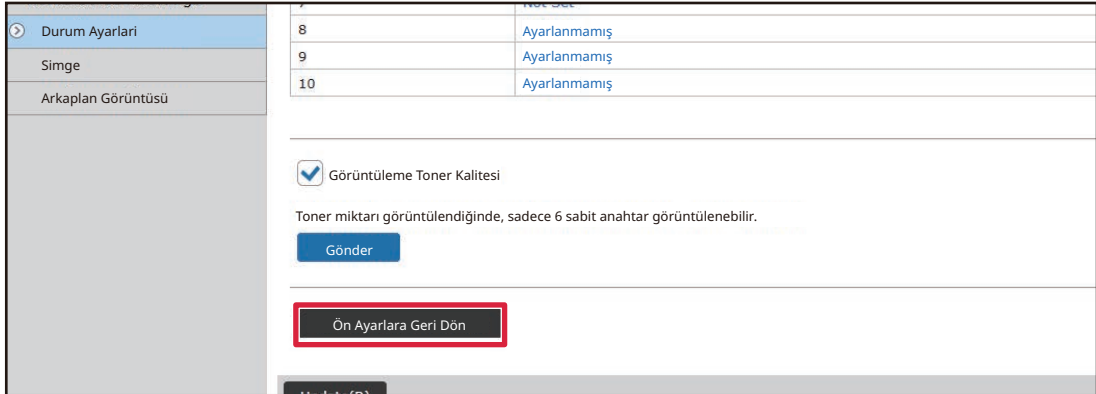 Durum Ayarlari
Simge
Arkaplan Görüntüsü
8 Ayarlanmamış
9 Ayarlanmamış
10 Ayarlanmamış
Görüntüleme Toner Kalitesi
Toner miktarı görüntülendiğinde, sadece 6 sabit anahtar görüntülenebilir.
Gönder
Ön Ayarlara Geri Dön